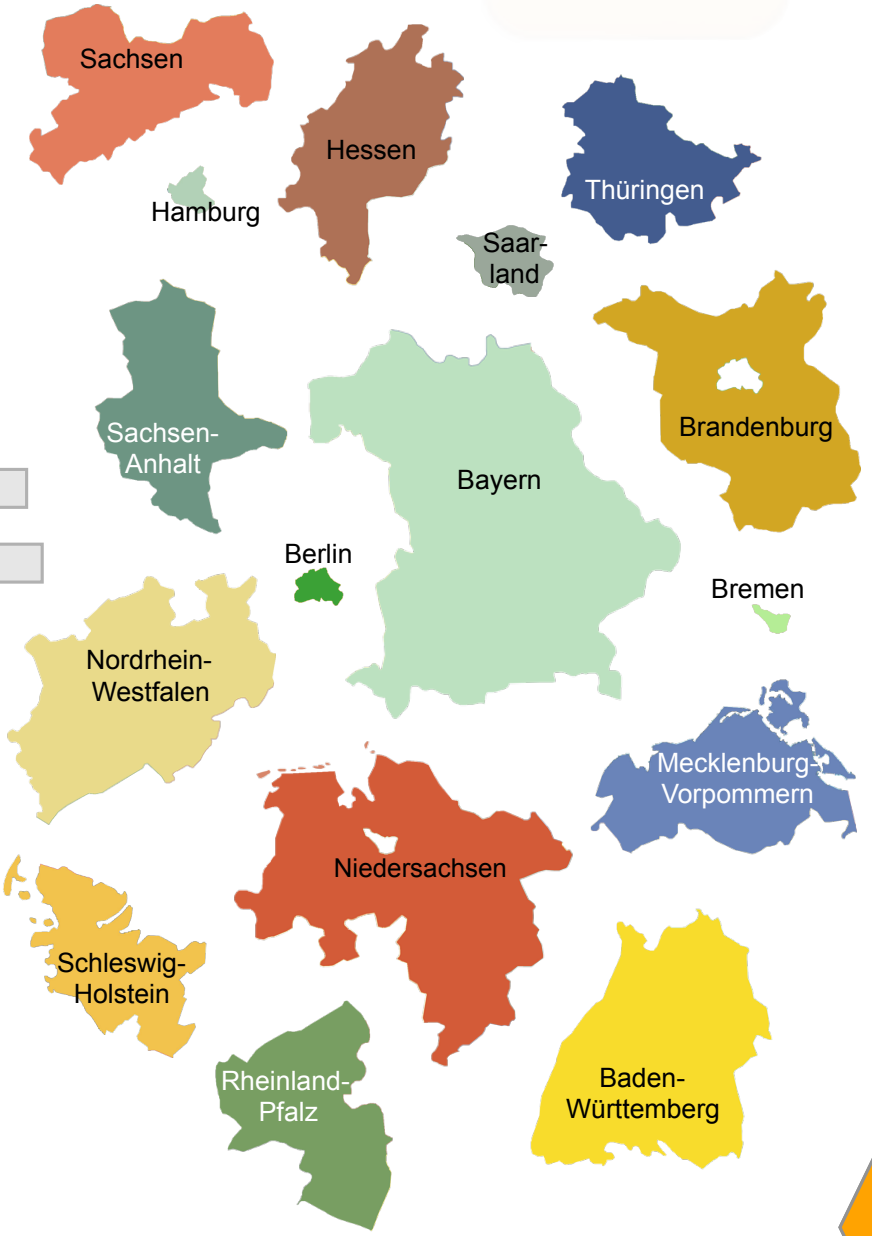 Sachsen
Hessen
Thüringen
Hamburg
Saar-
land
Sachsen-
Anhalt
Bayern
Brandenburg
Berlin
Bremen
Nordrhein-
Westfalen
Mecklenburg-
Vorpommern
Niedersachsen
Schleswig-
Holstein
Rheinland-
Pfalz
Baden-
Württemberg